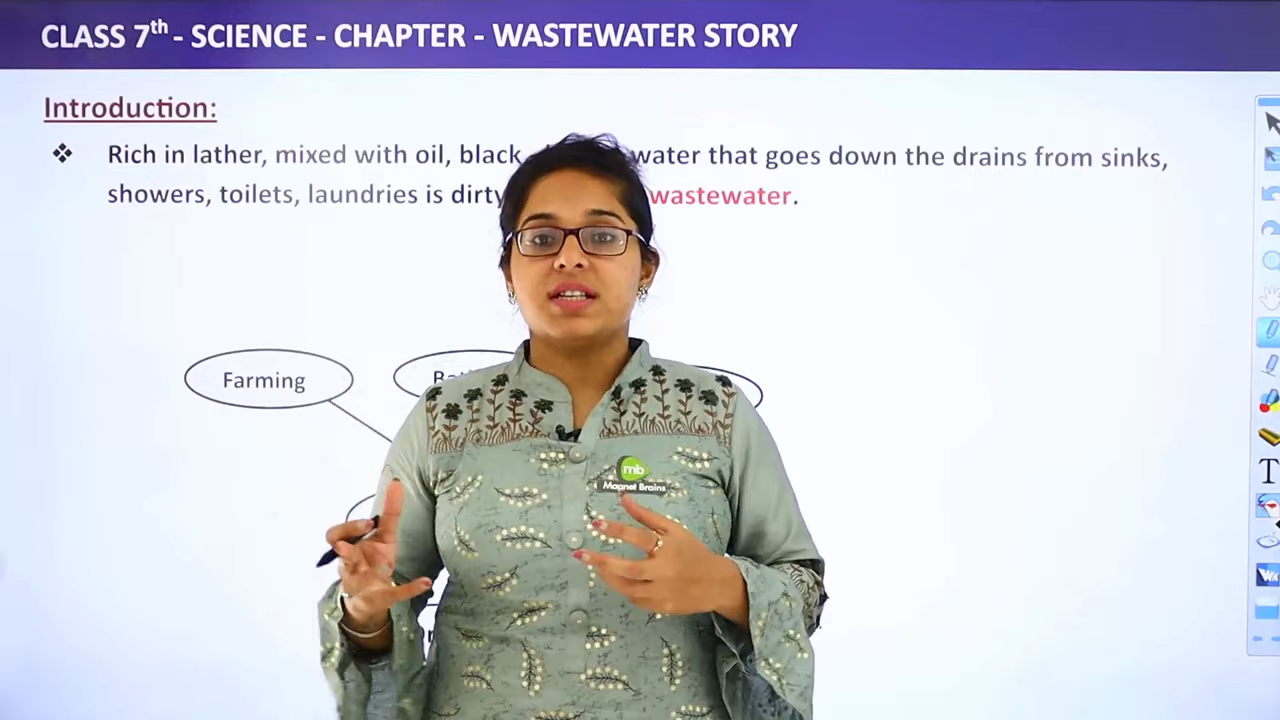 CLASS 7th - SCIENCE - CHAPTER - WASTEWATER STORY
Introduction:
❖ Rich in lather, mixed with oil, black water that goes down the drains from sinks,
showers, toilets, laundries is dirty wastewater.
Farming
mb
Magnet Brains
T